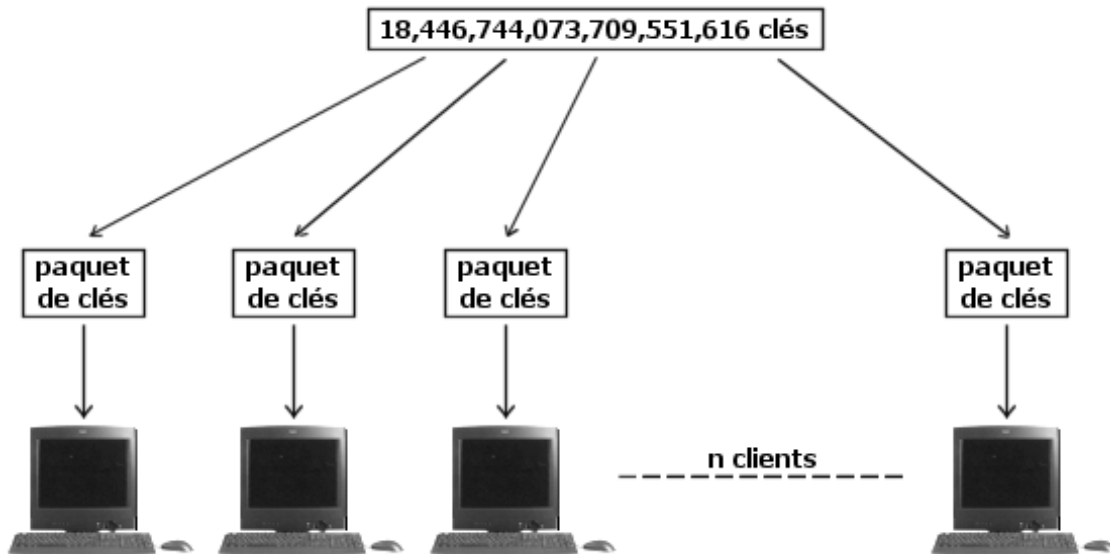 18,446,744,073,709,551,616 clés
paquet
de clés
paquet
de clés
paquet
de clés
paquet
de clés
n clients